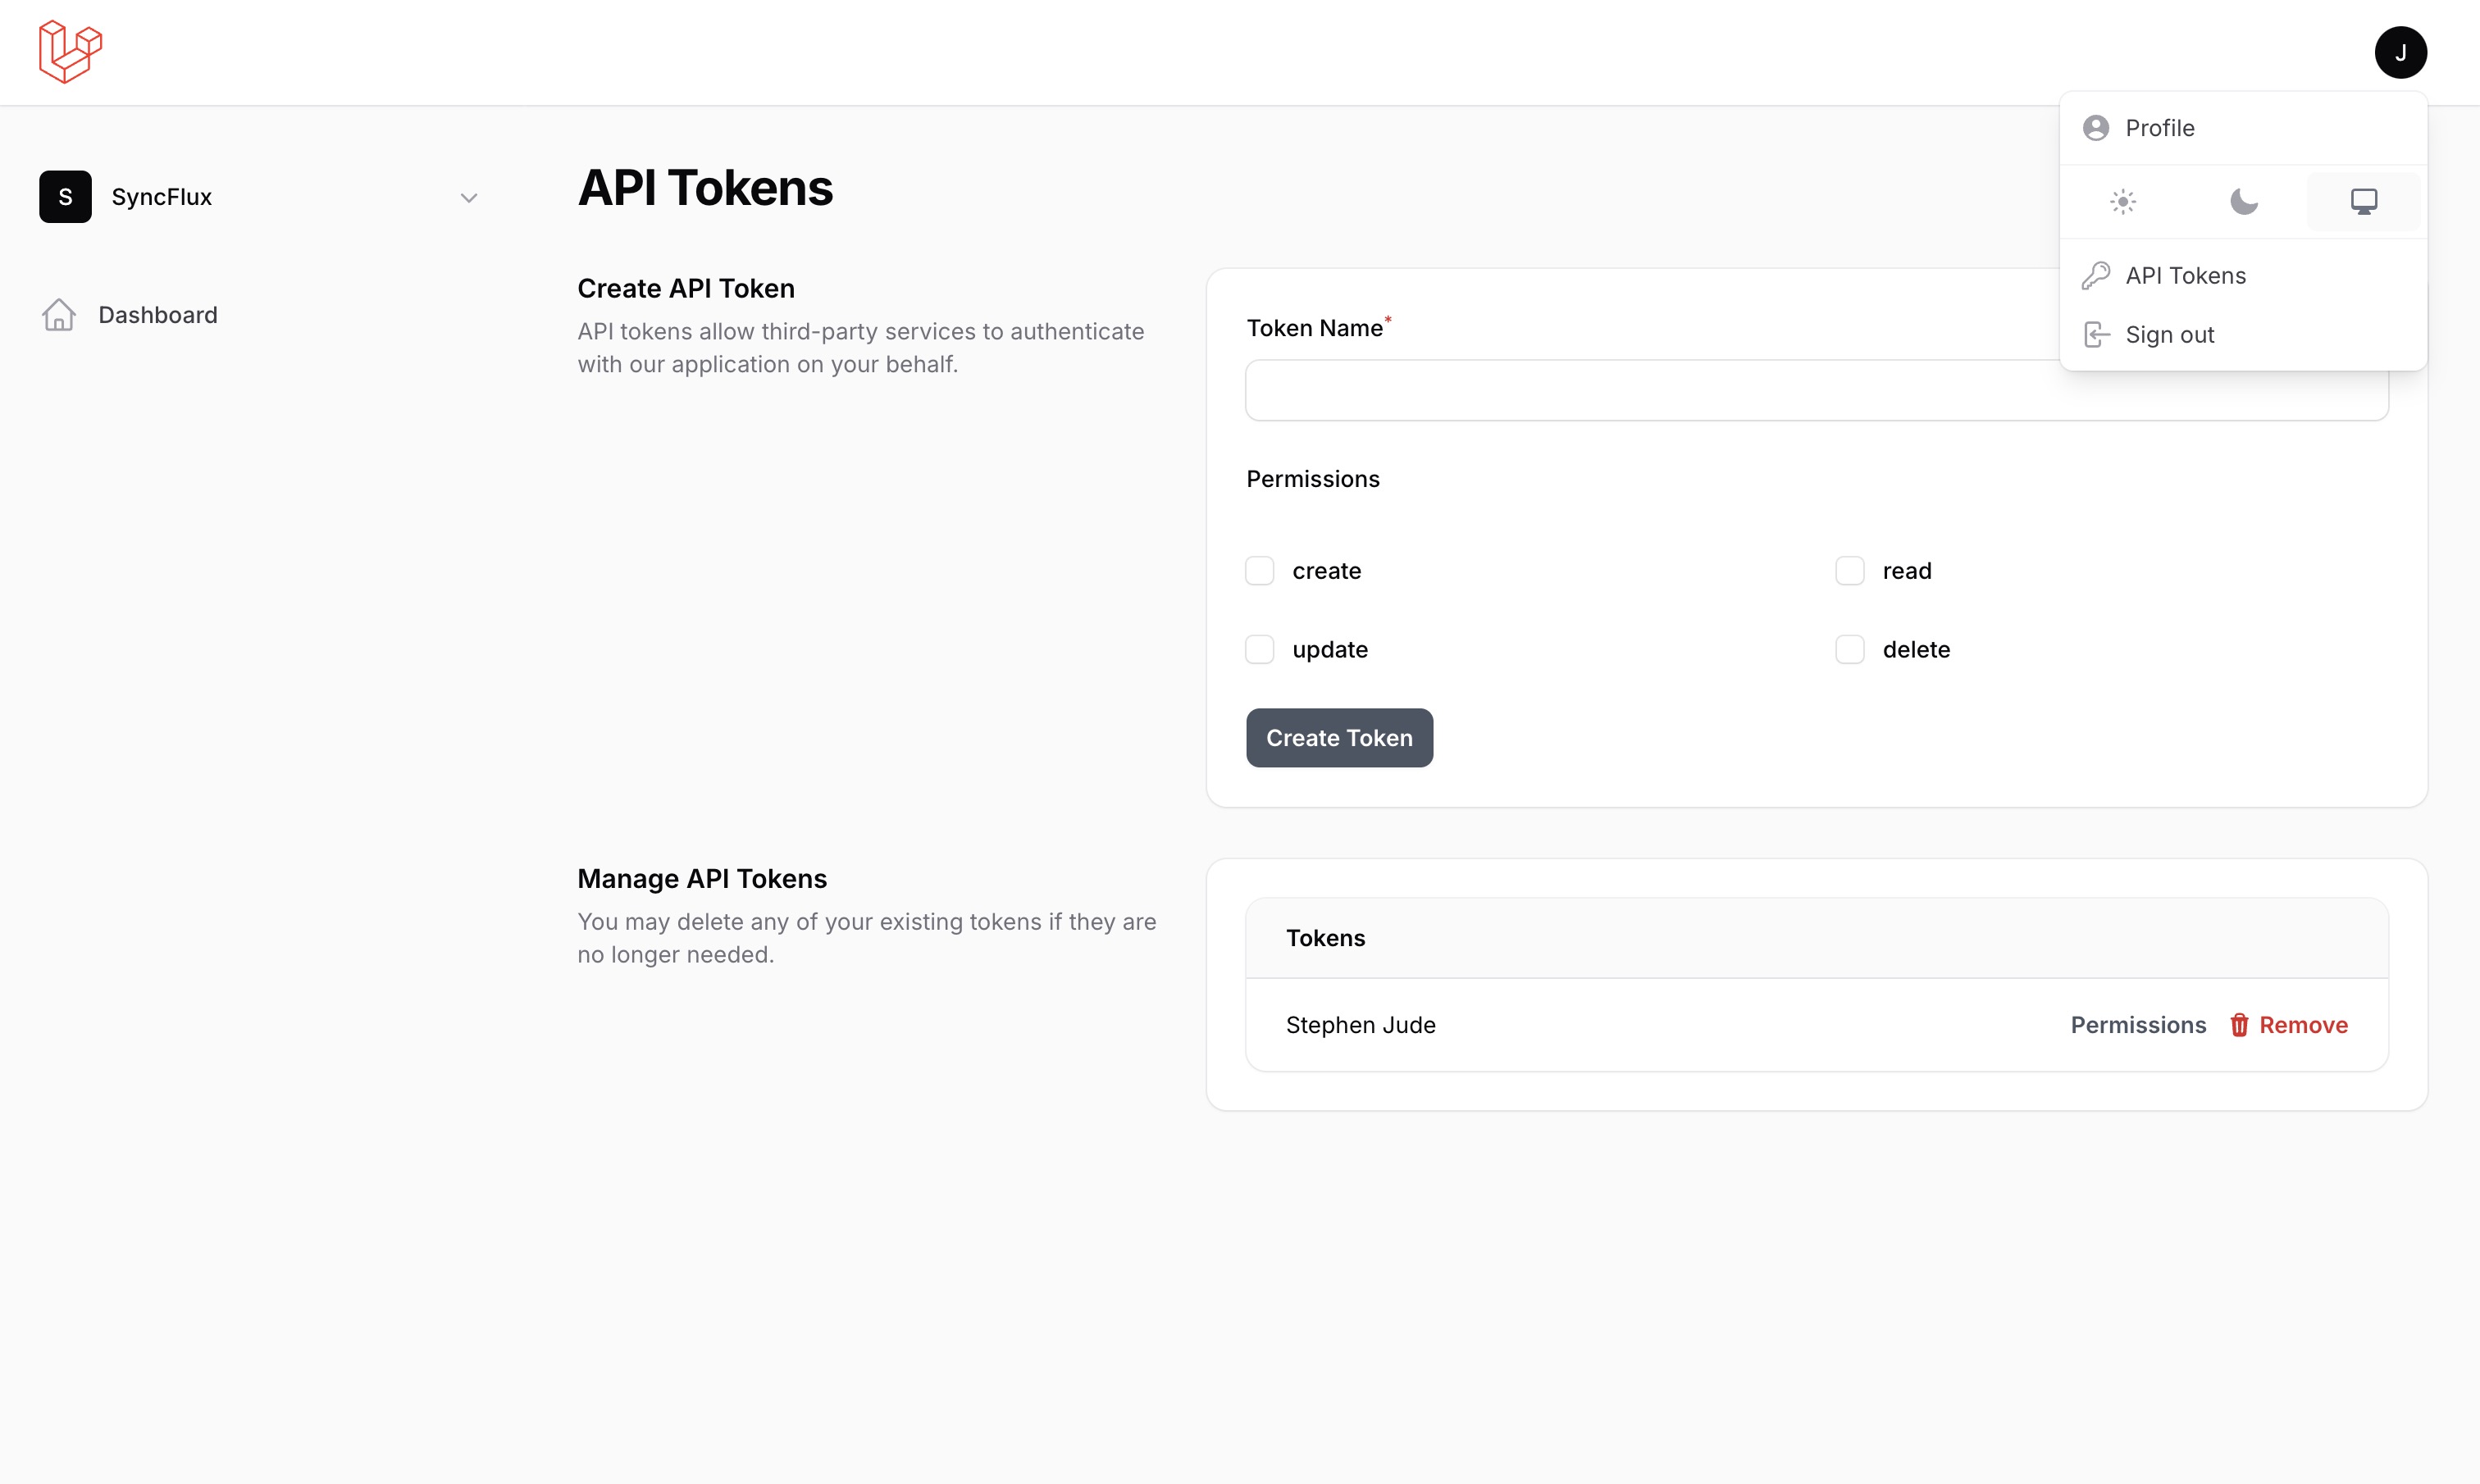 J
Profile
API Tokens
Sign out
S
SyncFlux
Dashboard
API Tokens
Create API Token
API tokens allow third-party services to authenticate
with our application on your behalf.
Token Name*
Permissions
create
read
update
delete
Create Token
Manage API Tokens
You may delete any of your existing tokens if they are
no longer needed.
Tokens
Stephen Jude
Permissions
Remove